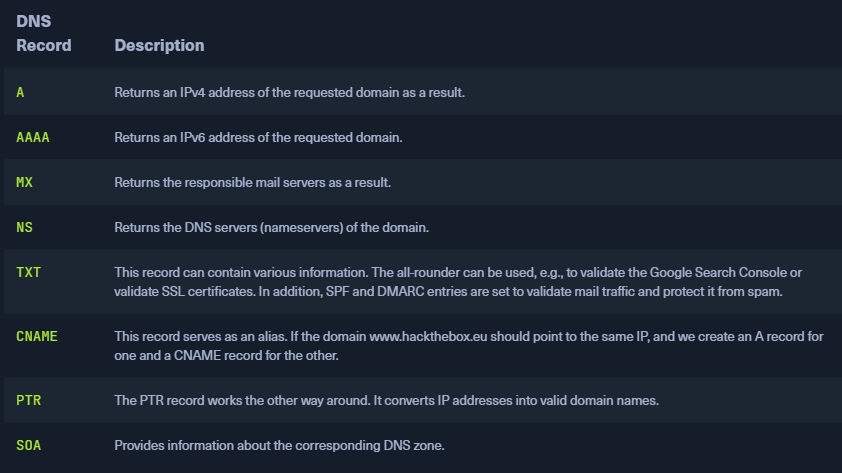 DNS
Record Description
A Returns an IPv4 address of the requested domain as a result.
AAAA Returns an IPv6 address of the requested domain.
MX Returns the responsible mail servers as a result.
NS Returns the DNS servers (nameservers) of the domain.
TXT This record can contain various information. The all-rounder can be used, e.g., to validate the Google Search Console or
validate SSL certificates. In addition, SPF and DMARC entries are set to validate mail traffic and protect it from spam.
CNAME This record serves as an alias. If the domain www.hackthebox.eu should point to the same IP, and we create an A record for
one and a CNAME record for the other.
PTR The PTR record works the other way around. It converts IP addresses into valid domain names.
SOA Provides information about the corresponding DNS zone.